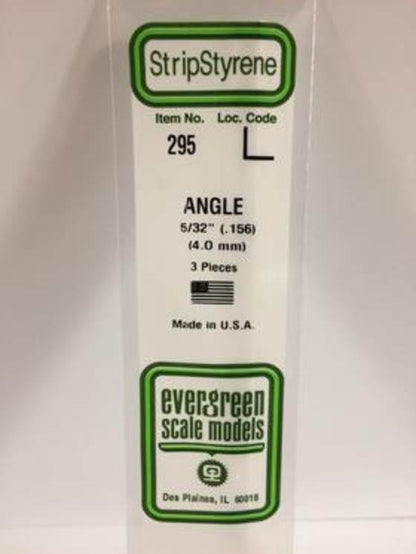 StripStyrene
Item No. Loc. Code
295 L
ANGLE
5/32" (.156)
(4.0 mm)
3 Pieces
Made in U.S.A.
evergreen
scale models
Des Plaines, IL 60018